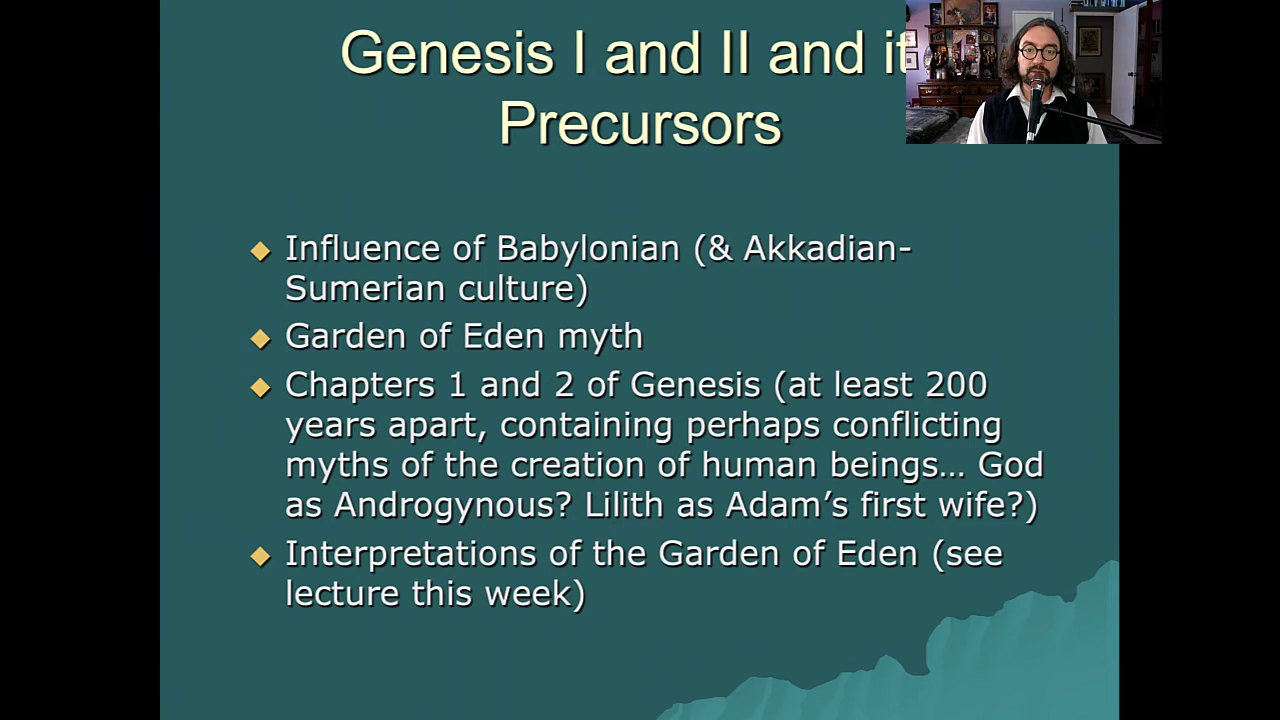 Genesis I and II and it
Precursors
Influence of Babylonian (& Akkadian-
Sumerian culture)
Garden of Eden myth
Chapters 1 and 2 of Genesis (at least 200
years apart, containing perhaps conflicting
myths of the creation of human beings… God
as Androgynous? Lilith as Adam’s first wife?)
Interpretations of the Garden of Eden (see
lecture this week)